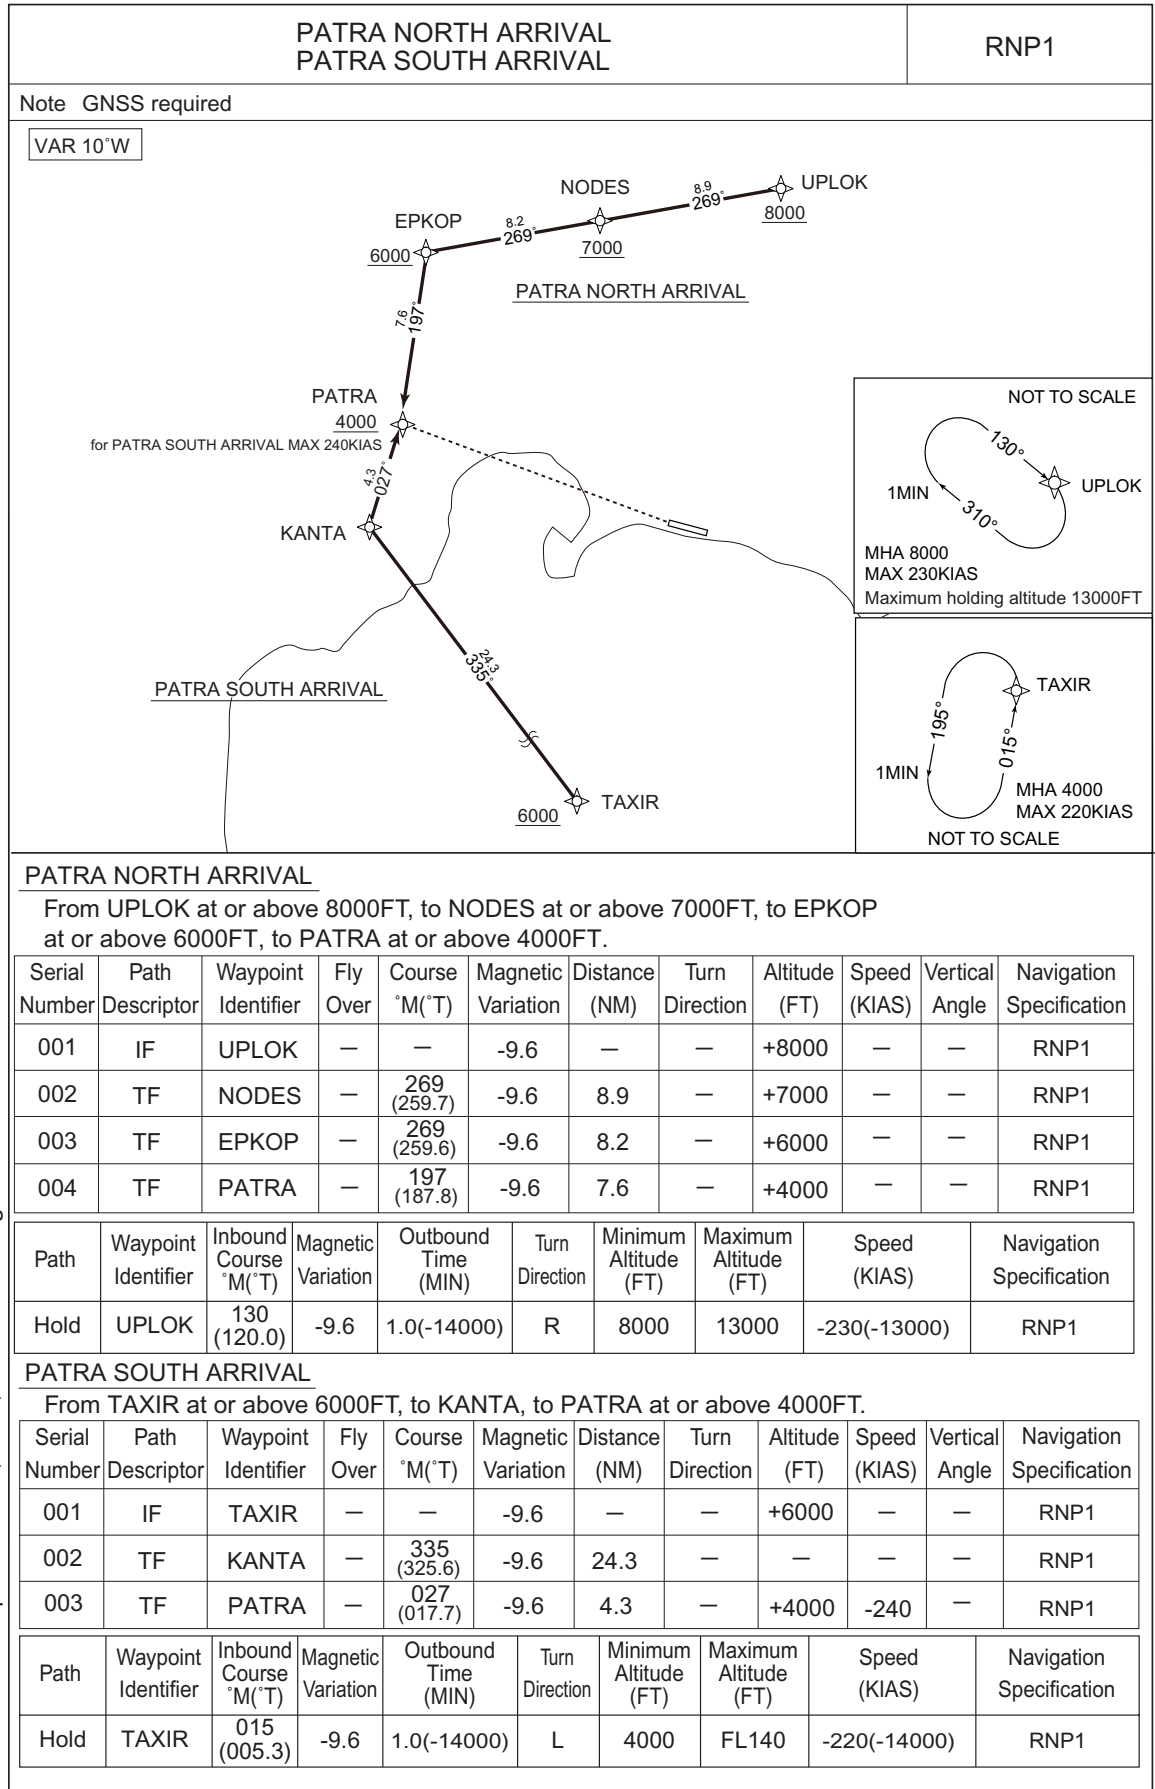 PATRA NORTH ARRIVAL
PATRA SOUTH ARRIVAL
RNP1
Note GNSS required
VAR 10˚W
UPLOK
8000
8.9
269˚
NODES
7000
8.2
269˚
EPKOP
6000
PATRA NORTH ARRIVAL
7.6
197˚
PATRA
4000
for PATRA SOUTH ARRIVAL MAX 240KIAS
4.3
027˚
KANTA
24.3
335˚
PATRA SOUTH ARRIVAL
TAXIR
6000
NOT TO SCALE
130°
UPLOK
1MIN
310°
MHA 8000
MAX 230KIAS
Maximum holding altitude 13000FT
TAXIR
195°
015°
1MIN
MHA 4000
MAX 220KIAS
NOT TO SCALE
PATRA NORTH ARRIVAL
From UPLOK at or above 8000FT, to NODES at or above 7000FT, to EPKOP
at or above 6000FT, to PATRA at or above 4000FT.
Serial Path Waypoint Fly Course Magnetic Distance Turn Altitude Speed Vertical Navigation
Number Descriptor Identifier Over ˚M(˚T) Variation (NM) Direction (FT) (KIAS) Angle Specification
001 IF UPLOK — — -9.6 — — +8000 — — RNP1
002 TF NODES — 269 (259.7) -9.6 8.9 — +7000 — — RNP1
003 TF EPKOP — 269 (259.6) -9.6 8.2 — +6000 — — RNP1
004 TF PATRA — 197 (187.8) -9.6 7.6 — +4000 — — RNP1
Path Waypoint Identifier Inbound Course ˚M(˚T) Magnetic Variation Outbound Time (MIN) Turn Direction Minimum Altitude (FT) Maximum Altitude (FT) Speed (KIAS) Navigation Specification
Hold UPLOK 130 (120.0) -9.6 1.0(-14000) R 8000 13000 -230(-13000) RNP1
PATRA SOUTH ARRIVAL
From TAXIR at or above 6000FT, to KANTA, to PATRA at or above 4000FT.
Serial Path Waypoint Fly Course Magnetic Distance Turn Altitude Speed Vertical Navigation
Number Descriptor Identifier Over ˚M(˚T) Variation (NM) Direction (FT) (KIAS) Angle Specification
001 IF TAXIR — — -9.6 — — +6000 — — RNP1
002 TF KANTA — 335 (325.6) -9.6 24.3 — — — — RNP1
003 TF PATRA — 027 (017.7) -9.6 4.3 — +4000 -240 — RNP1
Path Waypoint Identifier Inbound Course ˚M(˚T) Magnetic Variation Outbound Time (MIN) Turn Direction Minimum Altitude (FT) Maximum Altitude (FT) Speed (KIAS) Navigation Specification
Hold TAXIR 015 (005.3) -9.6 1.0(-14000) L 4000 FL140 -220(-14000) RNP1